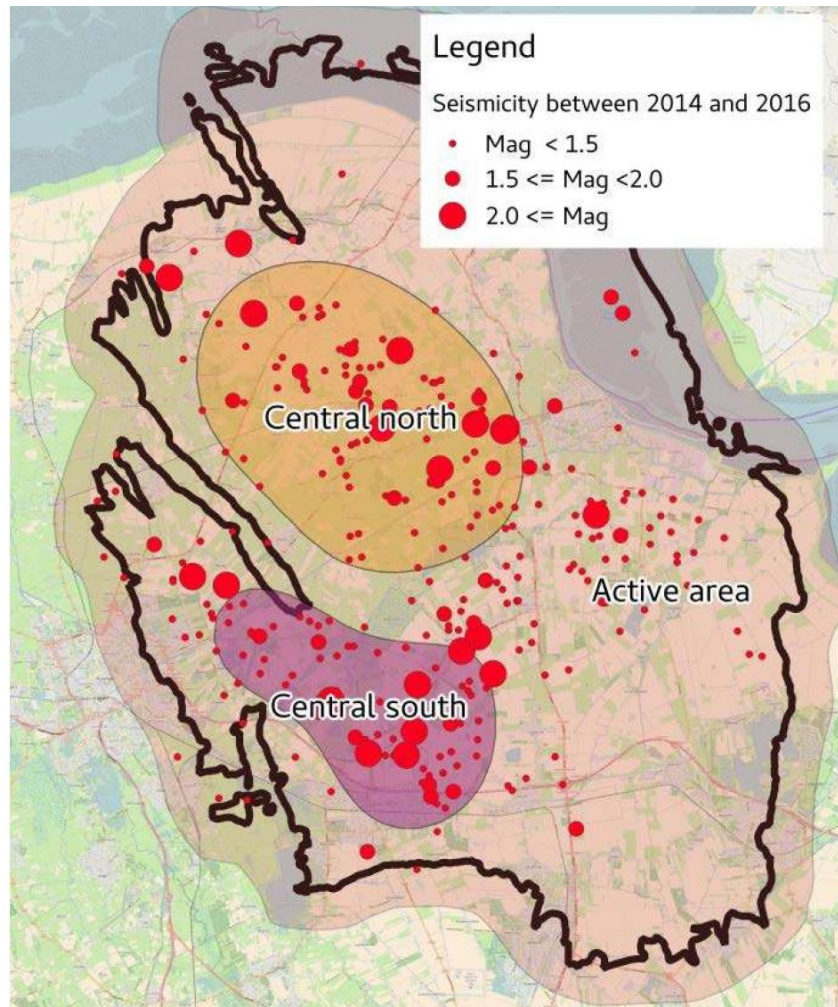 Legend
Seismicity between 2014 and 2016
Mag < 1.5
1.5 <= Mag <2.0
2.0 <= Mag
Central north
Active area
Central south